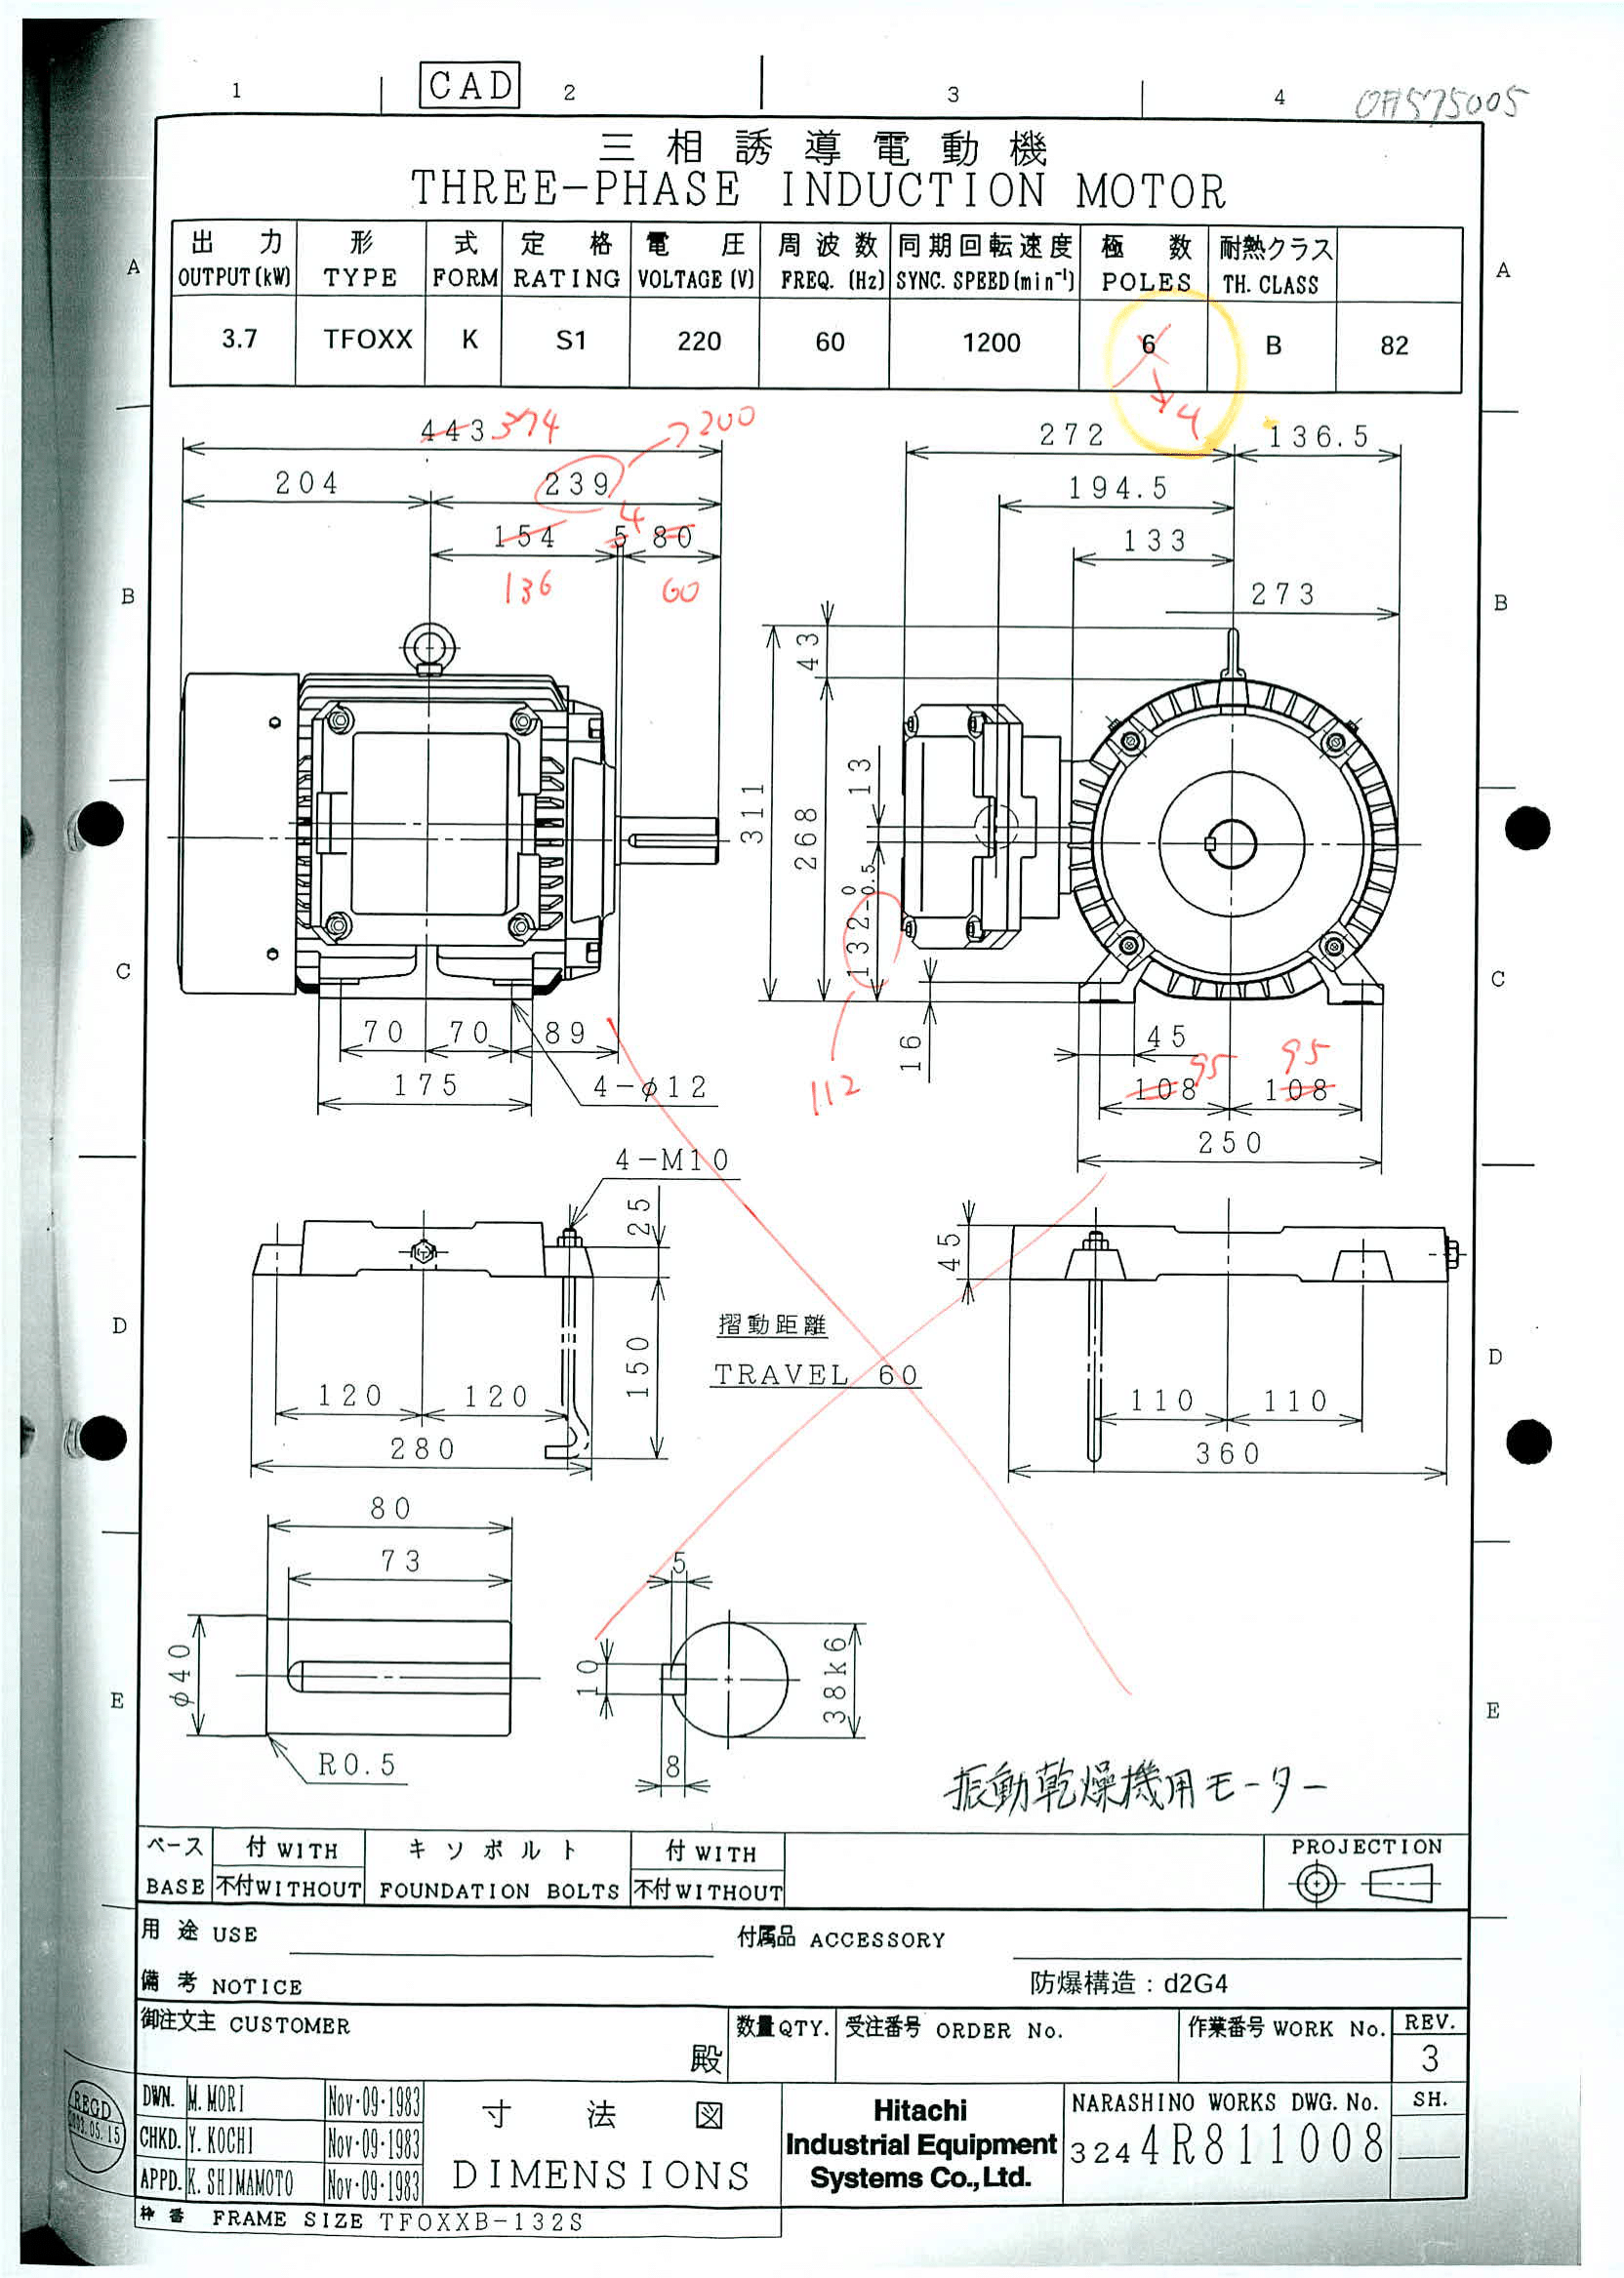 1 CAD 2 3 4 OH575005
三相誘導電動機
THREE-PHASE INDUCTION MOTOR
出力 形 式 定格 電圧 周波数 同期回転速度 極数 耐熱クラス
OUTPUT(kW) TYPE FORM RATING VOLTAGE(V) FREQ. (Hz) SYNC. SPEED(min⁻¹) POLES TH. CLASS
3.7 TFOXX K S1 220 60 1200 6 B 82
4
A A
443 374 200
272 136.5
204 239
194.5
154 5 4 80
133
136 60
273
B B
43
311
268
13
132 0 -0.5
112
16
C C
70 70 89
175
4-φ12
45
95 95
108 108
250
4-M10
25
150
45
摺動距離
TRAVEL 60
D D
120 120
280
110 110
360
80
73
φ40
R0.5
5
10
38k6
8
E E
振動乾燥機用モーター
ベース 付 WITH キソボルト 付 WITH PROJECTION
BASE 不付 WITHOUT FOUNDATION BOLTS 不付 WITHOUT
用途 USE 付属品 ACCESSORY
備考 NOTICE 防爆構造：d2G4
御注文主 CUSTOMER 殿 数量 QTY. 受注番号 ORDER No. 作業番号 WORK No. REV.
3
DWN. M. MORI Nov·09·1983
CHKD. Y. KOCHI Nov·09·1983
APPD. K. SHIMAMOTO Nov·09·1983
寸法図
DIMENSIONS
Hitachi
Industrial Equipment
Systems Co.,Ltd.
NARASHINO WORKS DWG. No. SH.
324 4R811008
枠番 FRAME SIZE TFOXXB-132S
REGD
05.15